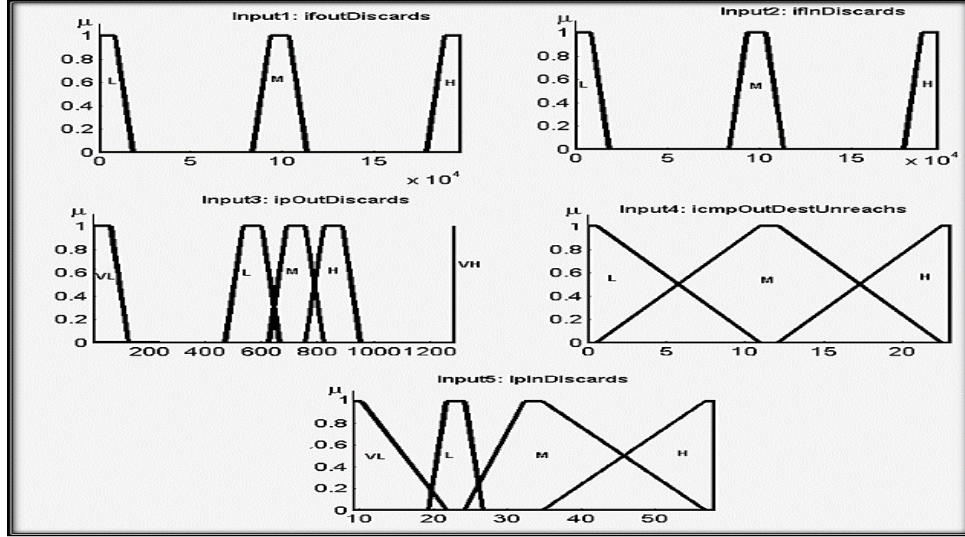 Input1: ifoutDiscards
μ
1
0.8
0.6
0.4
0.2
0
L
M
H
0 5 10 15
x 10^4
Input2: ifInDiscards
μ
1
0.8
0.6
0.4
0.2
0
L
M
H
0 5 10 15
x 10^4
Input3: ipOutDiscards
μ
1
0.8
0.6
0.4
0.2
0
VL
L
M
H
VH
200 400 600 800 1000 1200
Input4: icmpOutDestUnreachs
μ
1
0.8
0.6
0.4
0.2
0
L
M
H
0 5 10 15 20
Input5: IpInDiscards
μ
1
0.8
0.6
0.4
0.2
0
VL
L
M
H
10 20 30 40 50